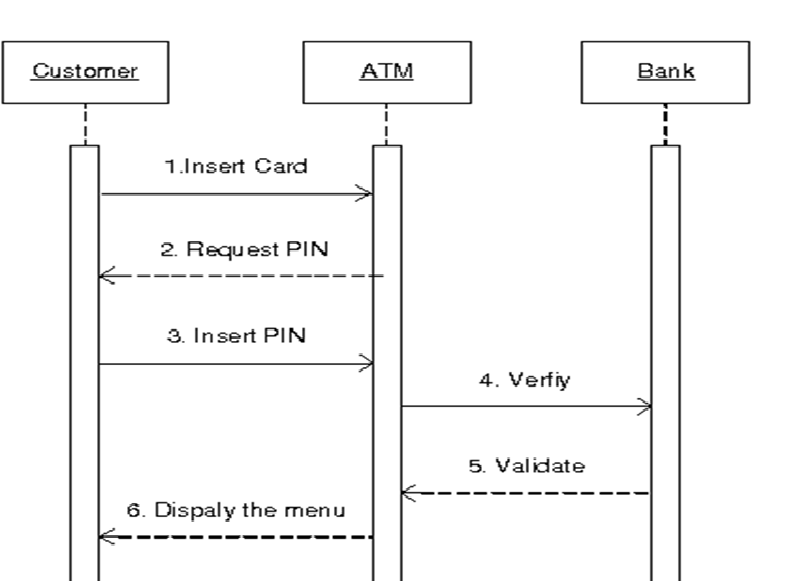 Customer
ATM
Bank
1.Insert Card
2. Request PIN
3. Insert PIN
4. Verfiy
5. Validate
6. Dispaly the menu